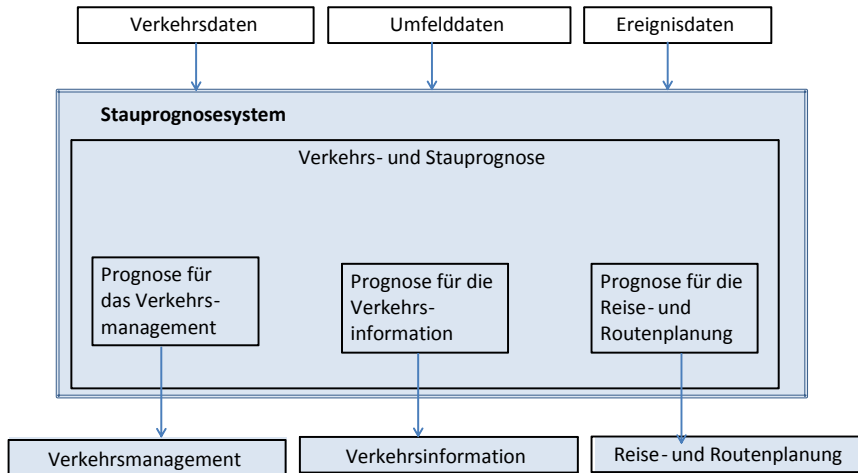 Verkehrsdaten
Umfelddaten
Ereignisdaten
Stauprognosesystem
Verkehrs- und Stauprognose
Prognose für
das Verkehrs-
management
Prognose für die
Verkehrs-
information
Prognose für die
Reise- und
Routenplanung
Verkehrsmanagement
Verkehrsinformation
Reise- und Routenplanung